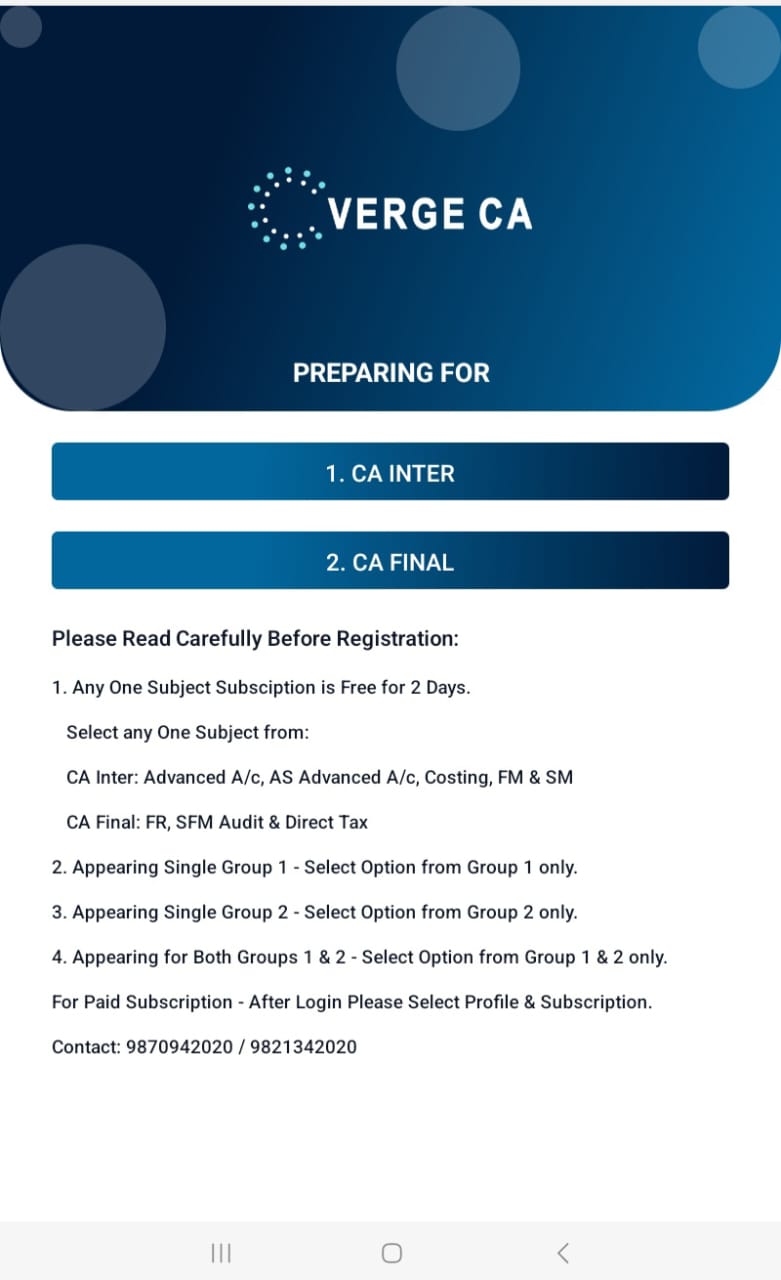 VERGE CA
PREPARING FOR
1. CA INTER
2. CA FINAL
Please Read Carefully Before Registration:
1. Any One Subject Subsciption is Free for 2 Days.
Select any One Subject from:
CA Inter: Advanced A/c, AS Advanced A/c, Costing, FM & SM
CA Final: FR, SFM Audit & Direct Tax
2. Appearing Single Group 1 - Select Option from Group 1 only.
3. Appearing Single Group 2 - Select Option from Group 2 only.
4. Appearing for Both Groups 1 & 2 - Select Option from Group 1 & 2 only.
For Paid Subscription - After Login Please Select Profile & Subscription.
Contact: 9870942020 / 9821342020